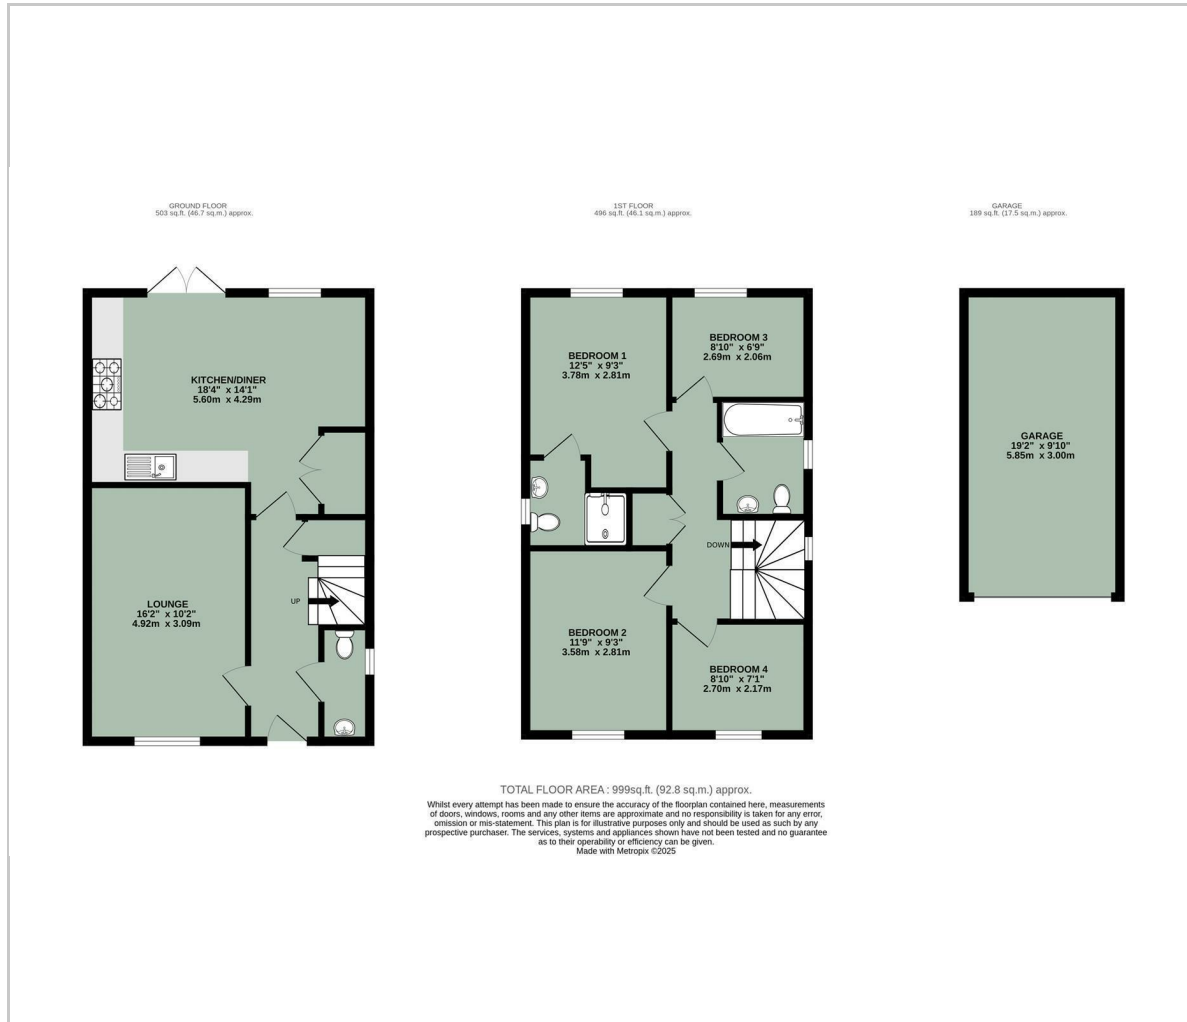 GROUND FLOOR
503 sq.ft. (46.7 sq.m.) approx.
1ST FLOOR
496 sq.ft. (46.1 sq.m.) approx.
GARAGE
189 sq.ft. (17.5 sq.m.) approx.
KITCHEN/DINER
18'4" x 14'1"
5.60m x 4.29m
LOUNGE
16'2" x 10'2"
4.92m x 3.09m
UP
BEDROOM 1
12'5" x 9'3"
3.78m x 2.81m
BEDROOM 3
8'10" x 6'9"
2.69m x 2.06m
DOWN
BEDROOM 2
11'9" x 9'3"
3.58m x 2.81m
BEDROOM 4
8'10" x 7'1"
2.70m x 2.17m
GARAGE
19'2" x 9'10"
5.85m x 3.00m
TOTAL FLOOR AREA : 999sq.ft. (92.8 sq.m.) approx.
Whilst every attempt has been made to ensure the accuracy of the floorplan contained here, measurements
of doors, windows, rooms and any other items are approximate and no responsibility is taken for any error,
omission or mis-statement. This plan is for illustrative purposes only and should be used as such by any
prospective purchaser. The services, systems and appliances shown have not been tested and no guarantee
as to their operability or efficiency can be given.
Made with Metropix ©2025